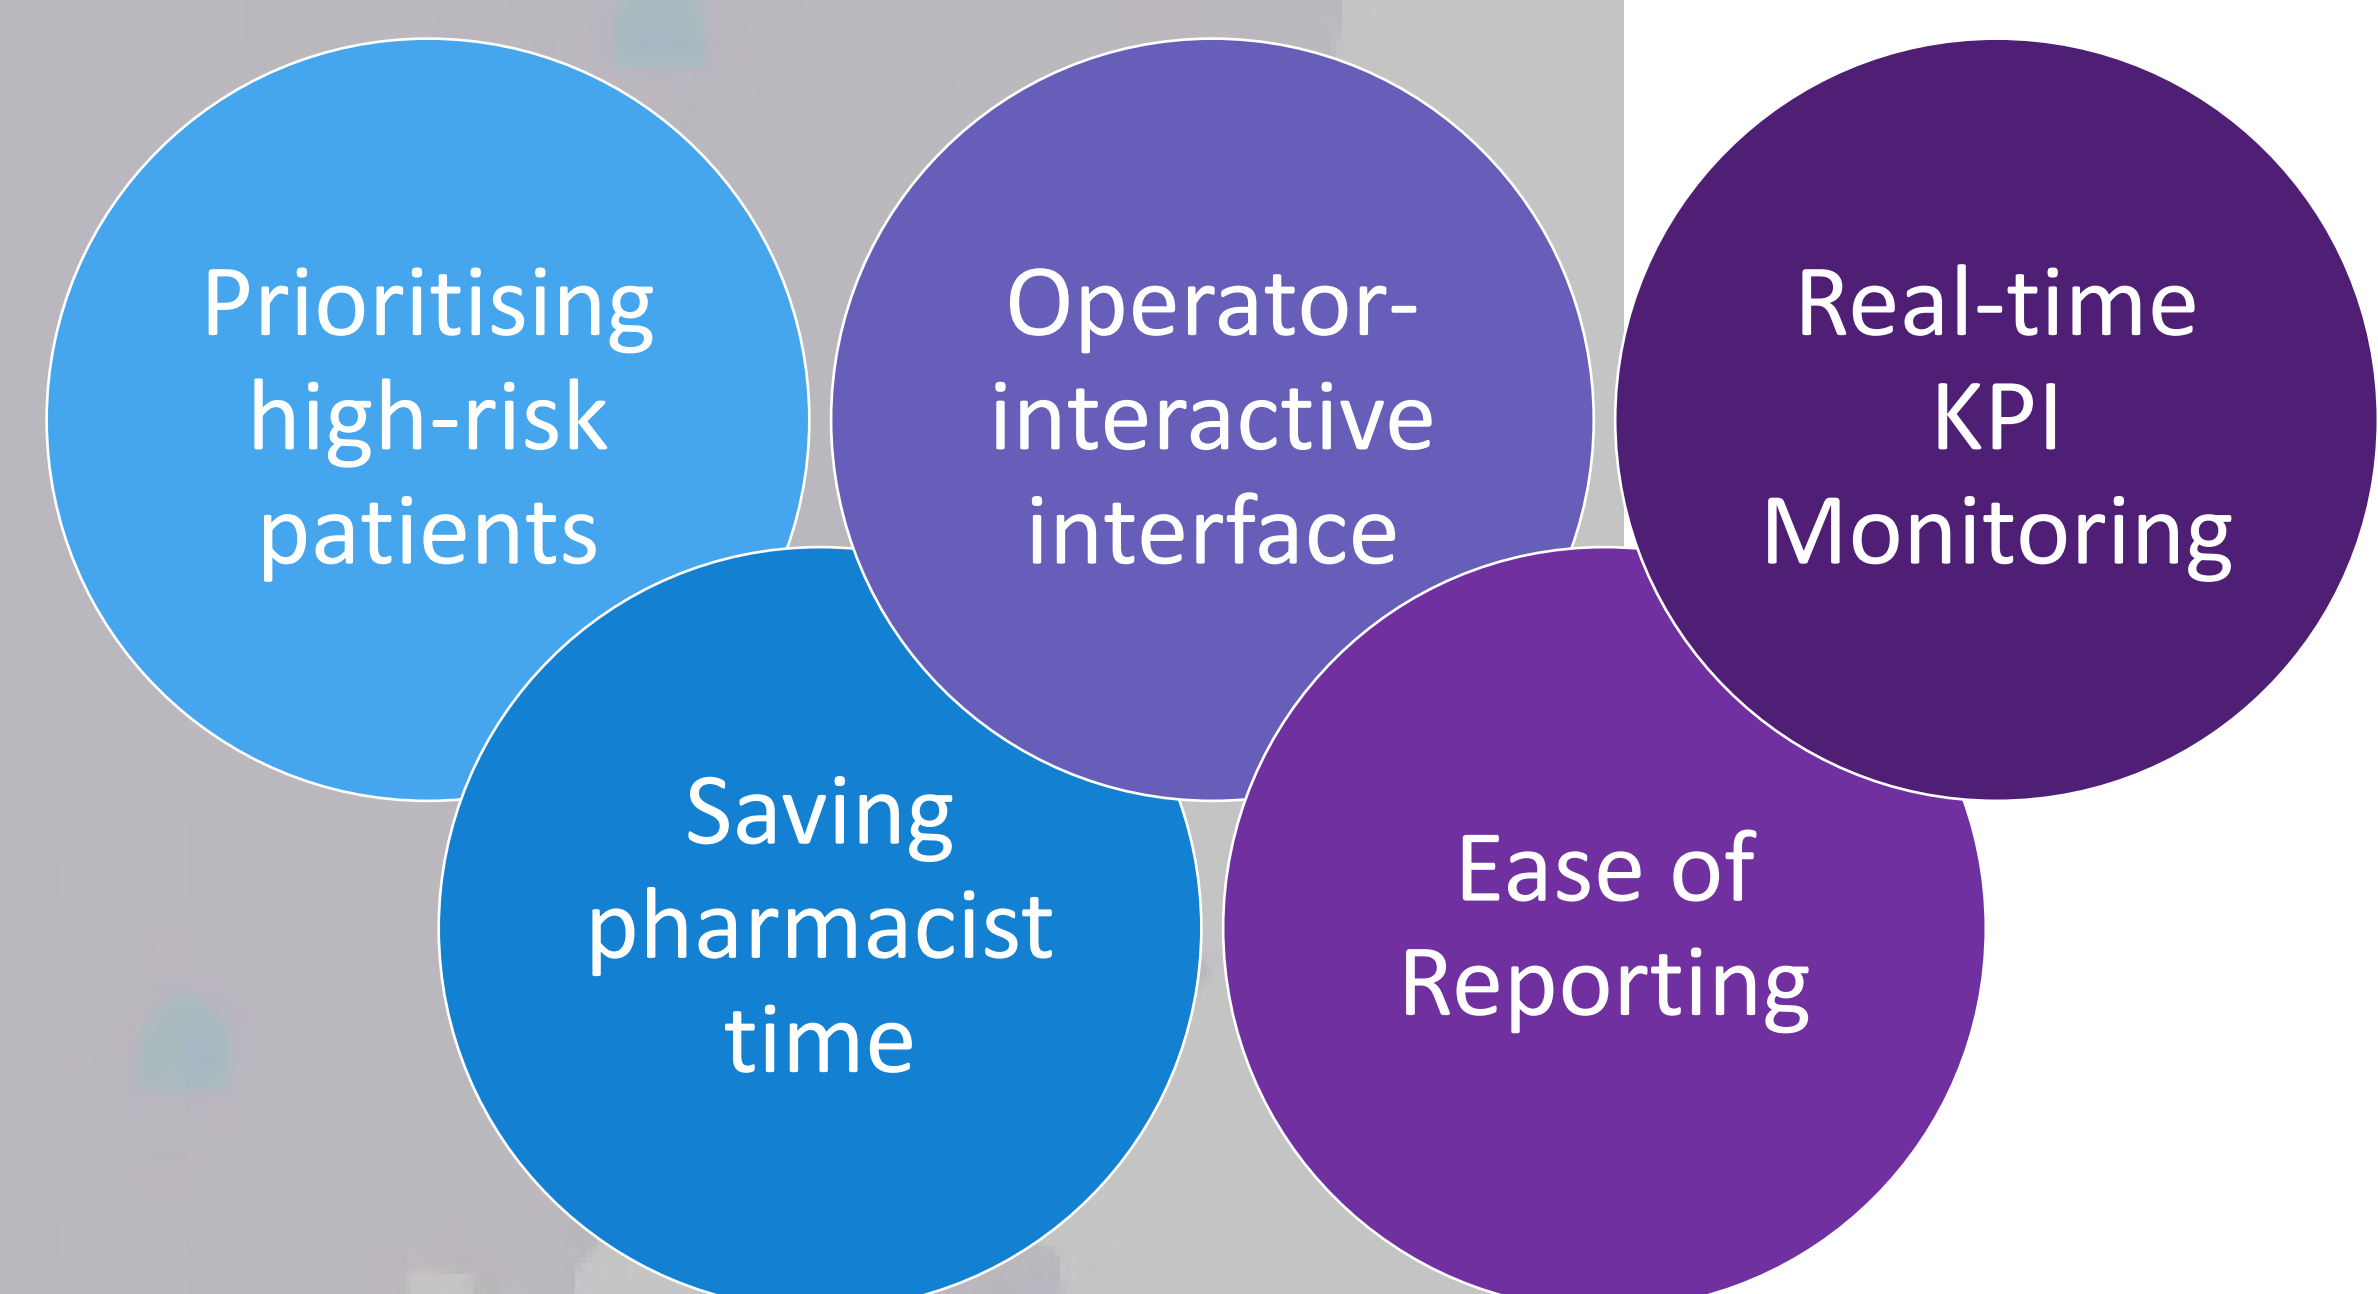 Prioritising
high-risk
patients
Saving
pharmacist
time
Operator-
interactive
interface
Ease of
Reporting
Real-time
KPI
Monitoring